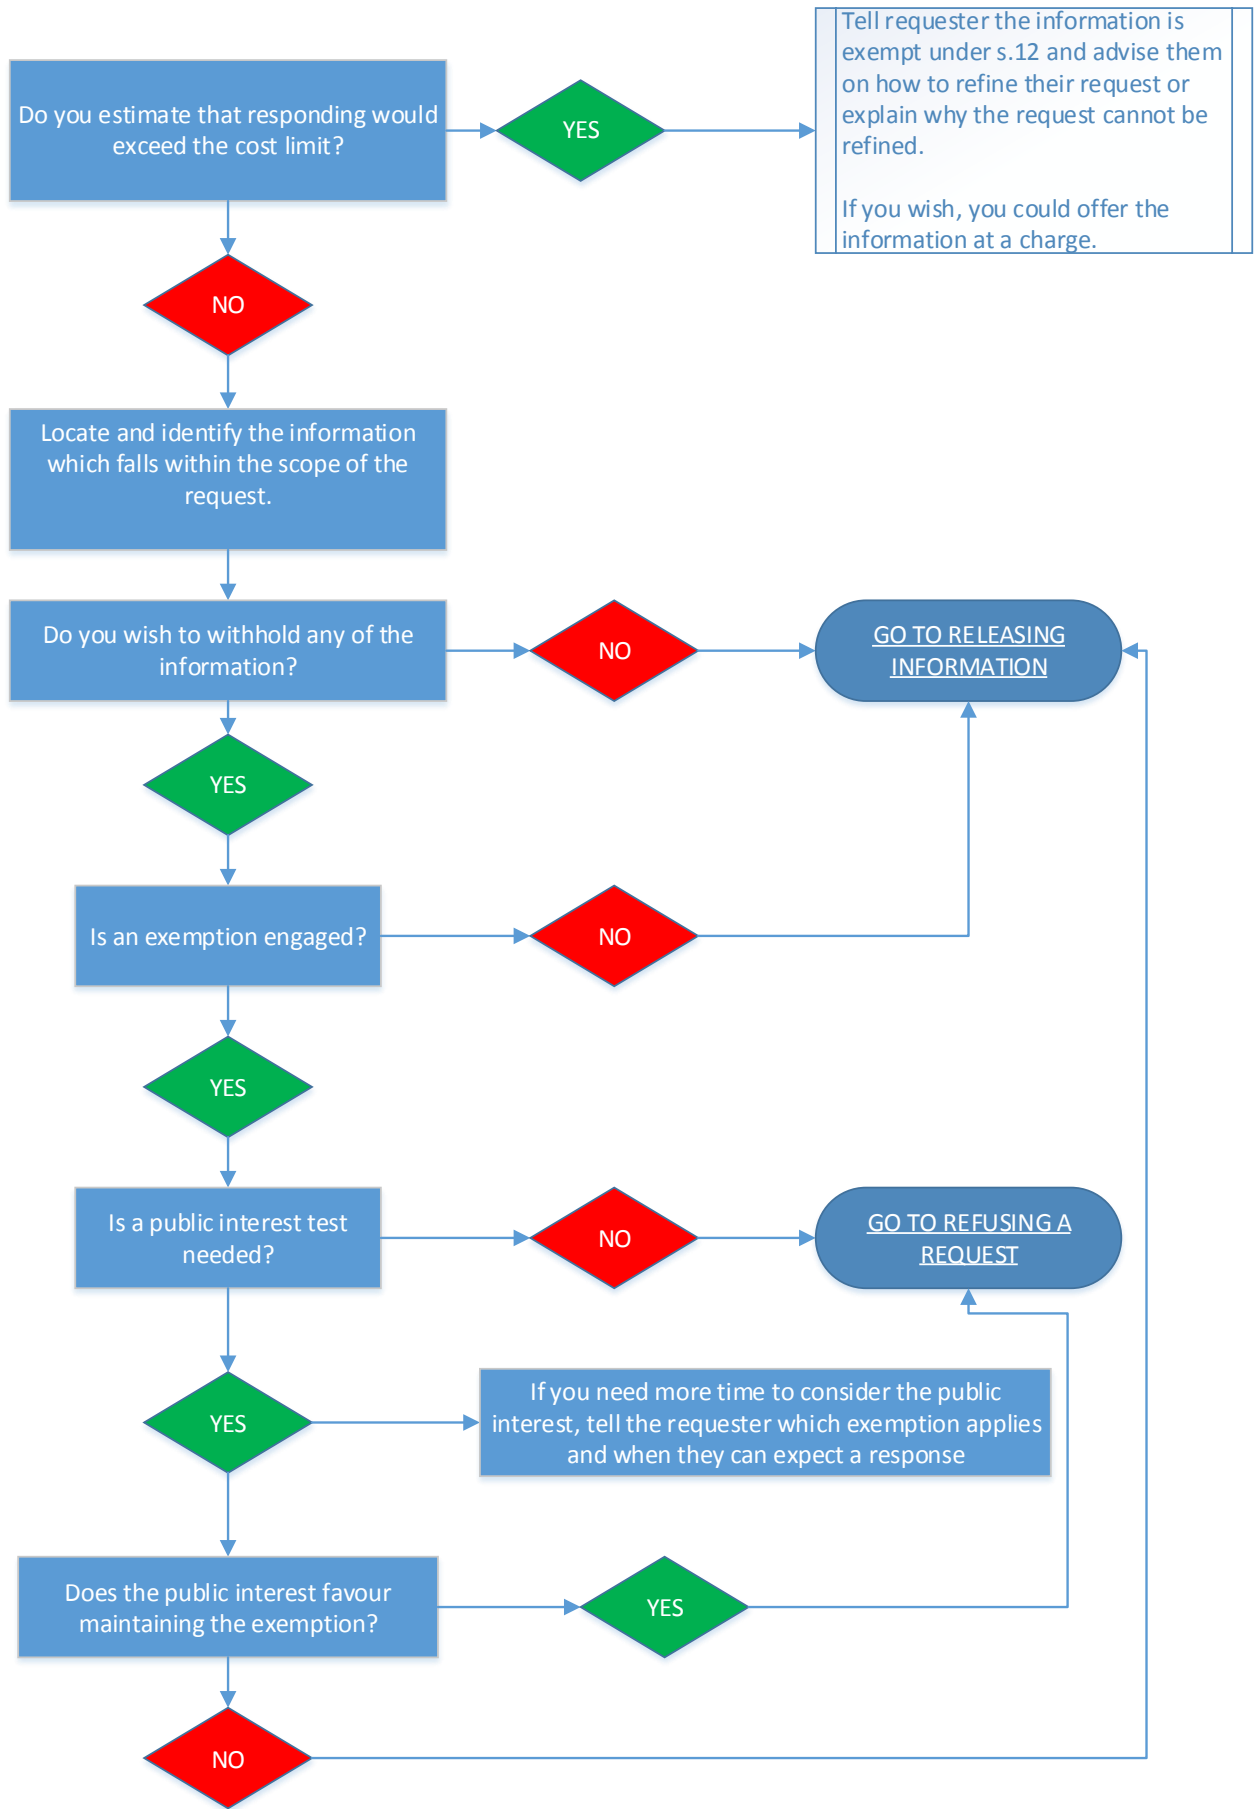 Do you estimate that responding would
exceed the cost limit?
YES
Tell requester the information is
exempt under s.12 and advise them
on how to refine their request or
explain why the request cannot be
refined.
If you wish, you could offer the
information at a charge.
NO
Locate and identify the information
which falls within the scope of the
request.
Do you wish to withhold any of the
information?
NO
GO TO RELEASING
INFORMATION
YES
Is an exemption engaged?
NO
YES
Is a public interest test
needed?
NO
GO TO REFUSING A
REQUEST
YES
If you need more time to consider the public
interest, tell the requester which exemption applies
and when they can expect a response
Does the public interest favour
maintaining the exemption?
YES
NO